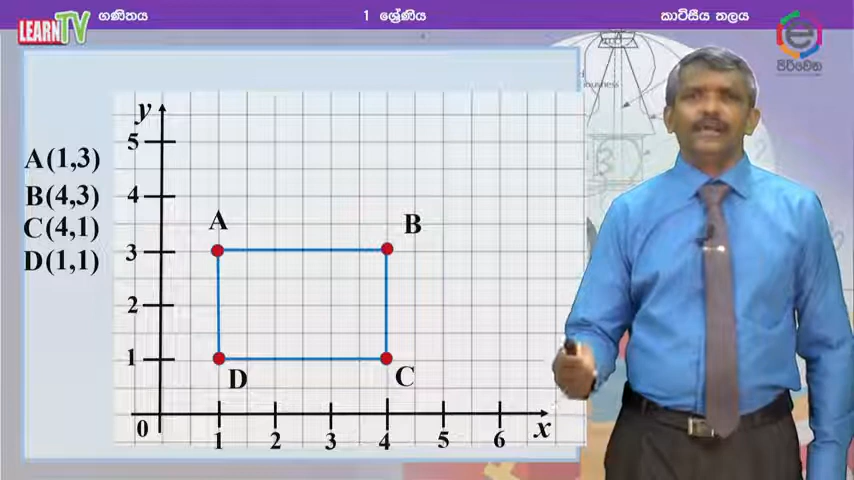 LEARN TV
ගණිතය
1 ශ්‍රේණිය
කාටිසීය තලය
පිරිවෙන
A(1,3)
B(4,3)
C(4,1)
D(1,1)
y
5
4
3
2
1
0
1 2 3 4 5 6
x
A
B
D
C